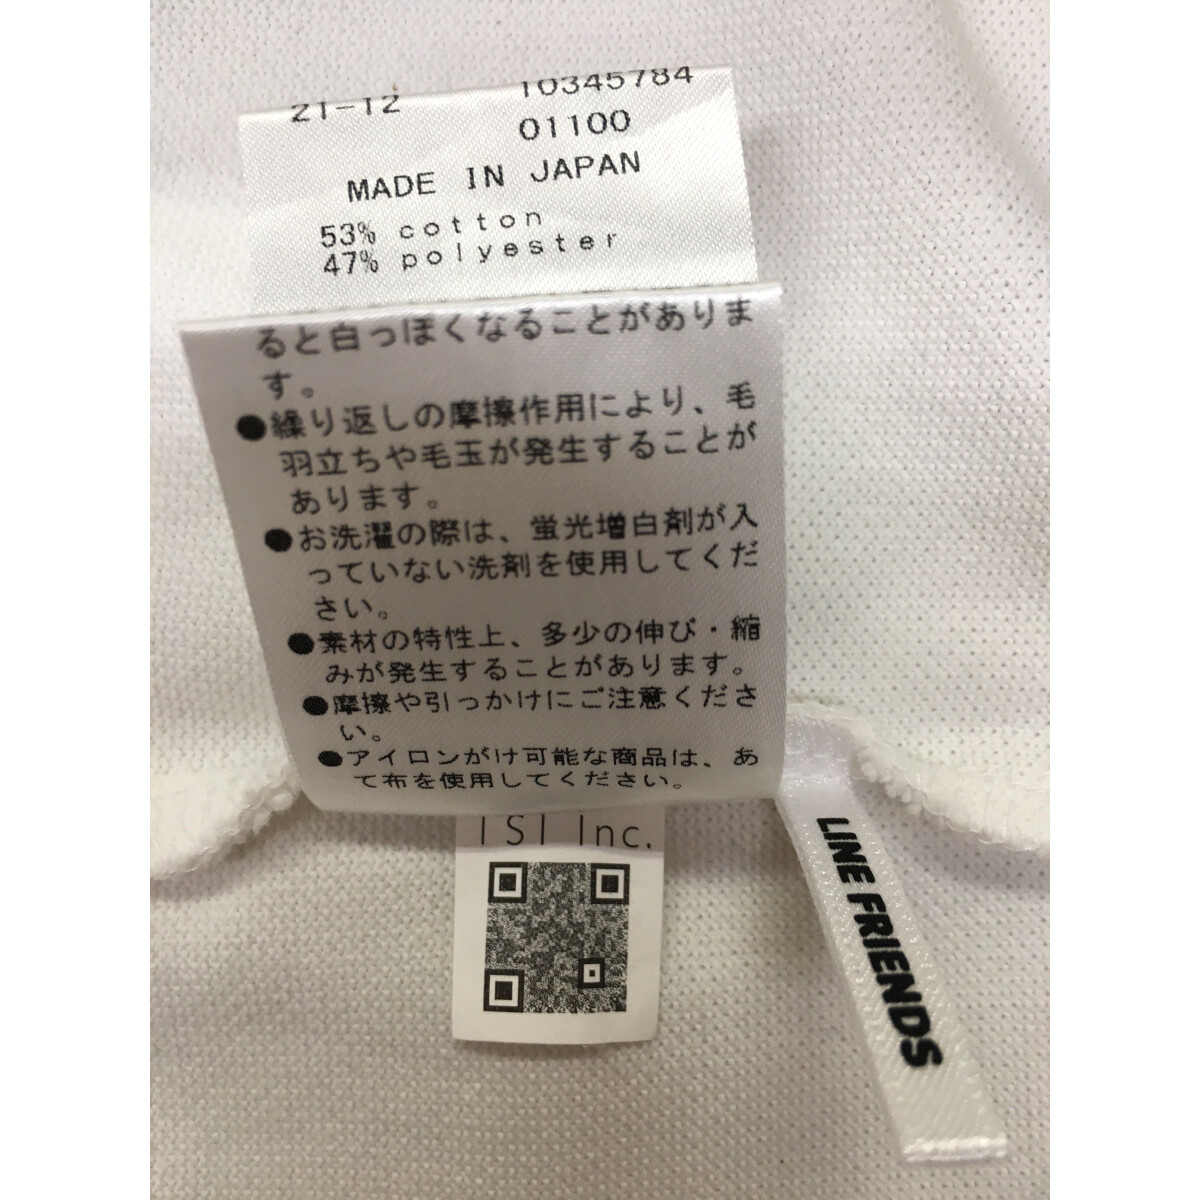 21-12 10345784
01100
MADE IN JAPAN
53% cotton
47% polyester
ると白っぽくなることがありま
す。
●繰り返しの摩擦作用により、毛
羽立ちや毛玉が発生することが
あります。
●お洗濯の際は、蛍光増白剤が入
っていない洗剤を使用してくだ
さい。
●素材の特性上、多少の伸び・縮
みが発生することがあります。
●摩擦や引っかけにご注意くださ
い。
●アイロンがけ可能な商品は、あ
て布を使用してください。
ISI Inc.
LINE FRIENDS